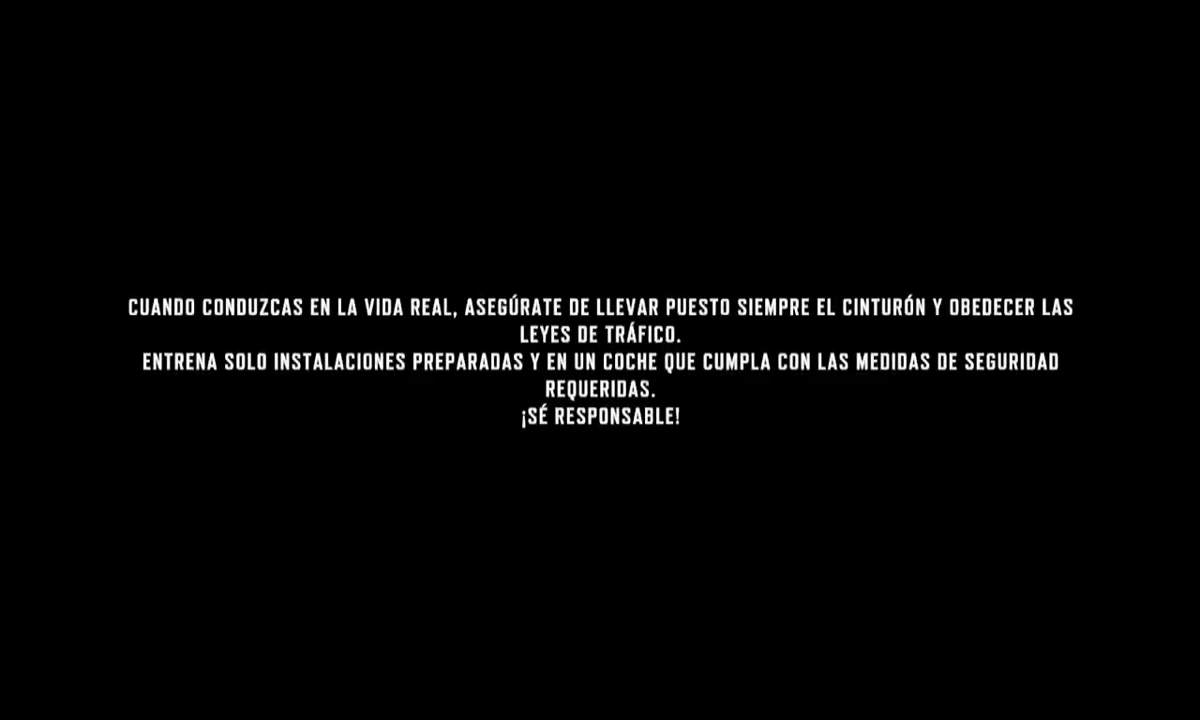 CUANDO CONDUZCAS EN LA VIDA REAL, ASEGÚRATE DE LLEVAR PUESTO SIEMPRE EL CINTURÓN Y OBEDECER LAS
LEYES DE TRÁFICO.
ENTRENA SOLO INSTALACIONES PREPARADAS Y EN UN COCHE QUE CUMPLA CON LAS MEDIDAS DE SEGURIDAD
REQUERIDAS.
¡SÉ RESPONSABLE!